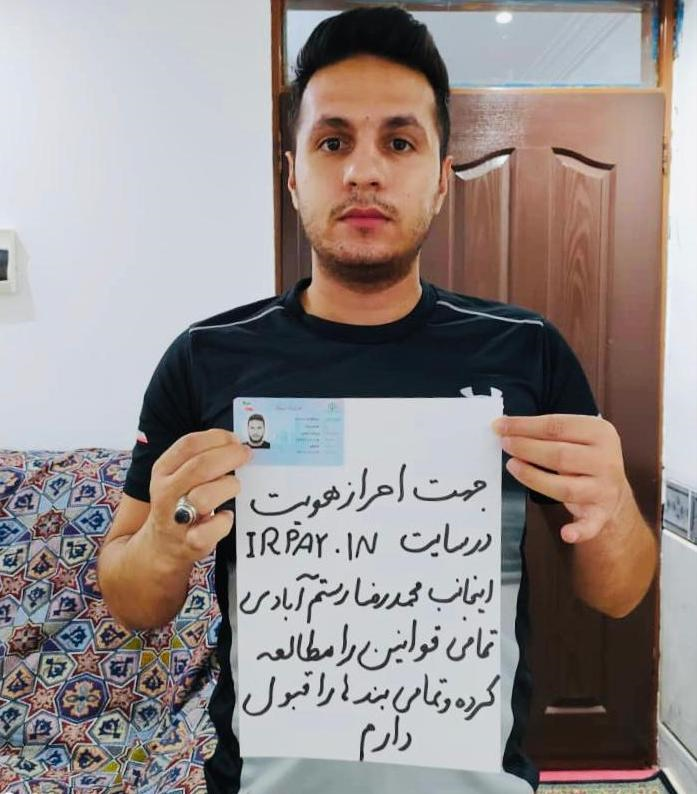 جهت احراز هویت
در سایت IRPAY.IN
اینجانب محمدرضا رستم آبادی
تمامی قوانین را مطالعه
کرده و تمامی بند ها را قبول
دارم